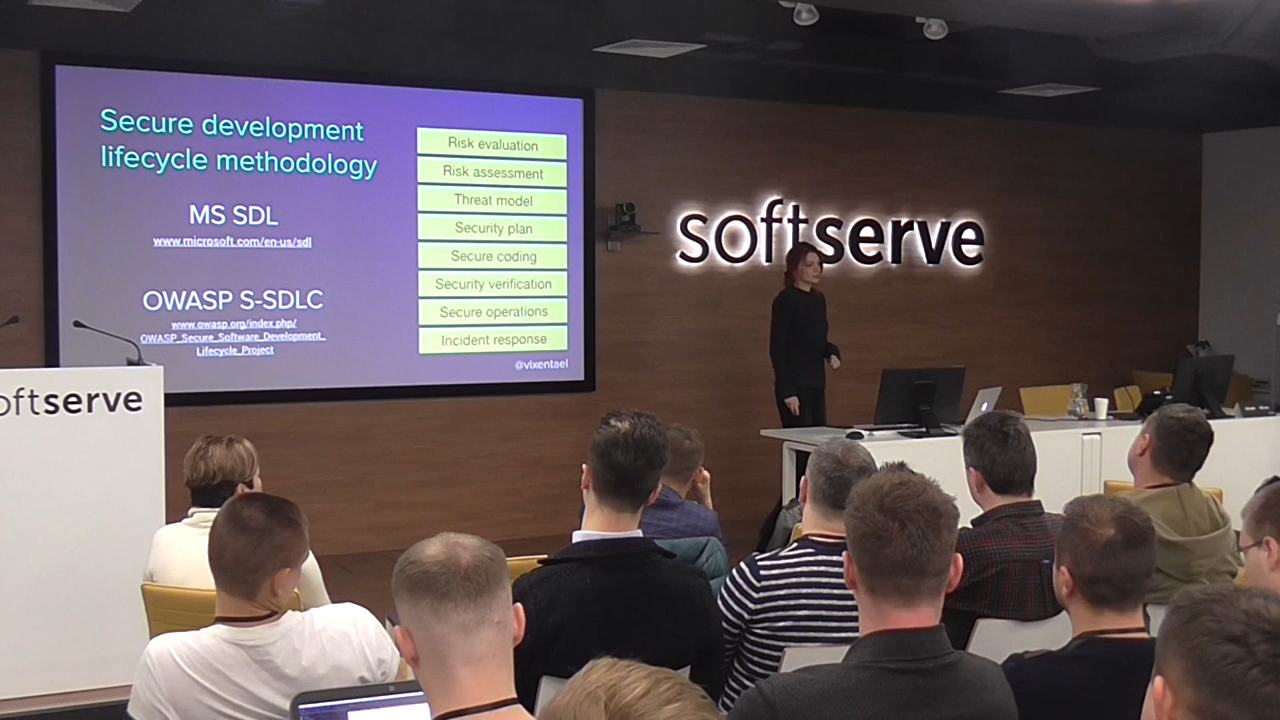 Secure development
lifecycle methodology
MS SDL
www.microsoft.com/en-us/sdl
OWASP S-SDLC
www.owasp.org/index.php/
OWASP_Secure_Software_Development_
Lifecycle_Project
Risk evaluation
Risk assessment
Threat model
Security plan
Secure coding
Security verification
Secure operations
Incident response
@vixentael
softserve
oftserve